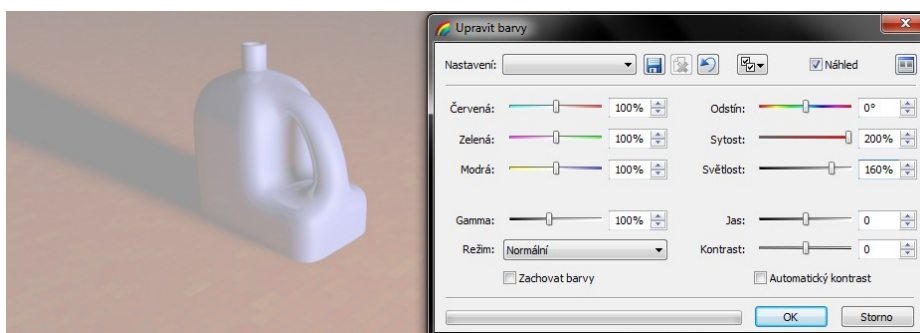 Upravit barvy
Nastavení:
Náhled
Červená: 100% Odstín: 0°
Zelená: 100% Sytost: 200%
Modrá: 100% Světlost: 160%
Gamma: 100% Jas: 0
Režim: Normální Kontrast: 0
Zachovat barvy Automatický kontrast
OK Storno